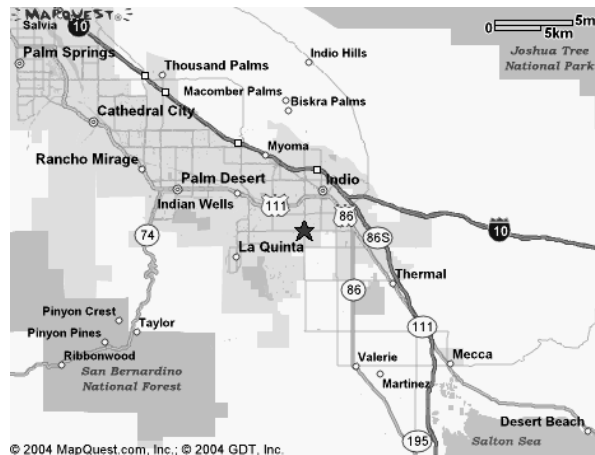 MAPQUEST
Salvia
10
0 5m
5km
Palm Springs
Joshua Tree
National Park
Indio Hills
Thousand Palms
Macomber Palms
Biskra Palms
Cathedral City
Myoma
Rancho Mirage
Palm Desert
Indio
Indian Wells
111
86
74
86S
10
La Quinta
Thermal
86
Pinyon Crest
Taylor
111
Pinyon Pines
Ribbonwood
Valerie
Mecca
San Bernardino
National Forest
Martinez
Desert Beach
195
Salton Sea
© 2004 MapQuest.com, Inc.; © 2004 GDT, Inc.